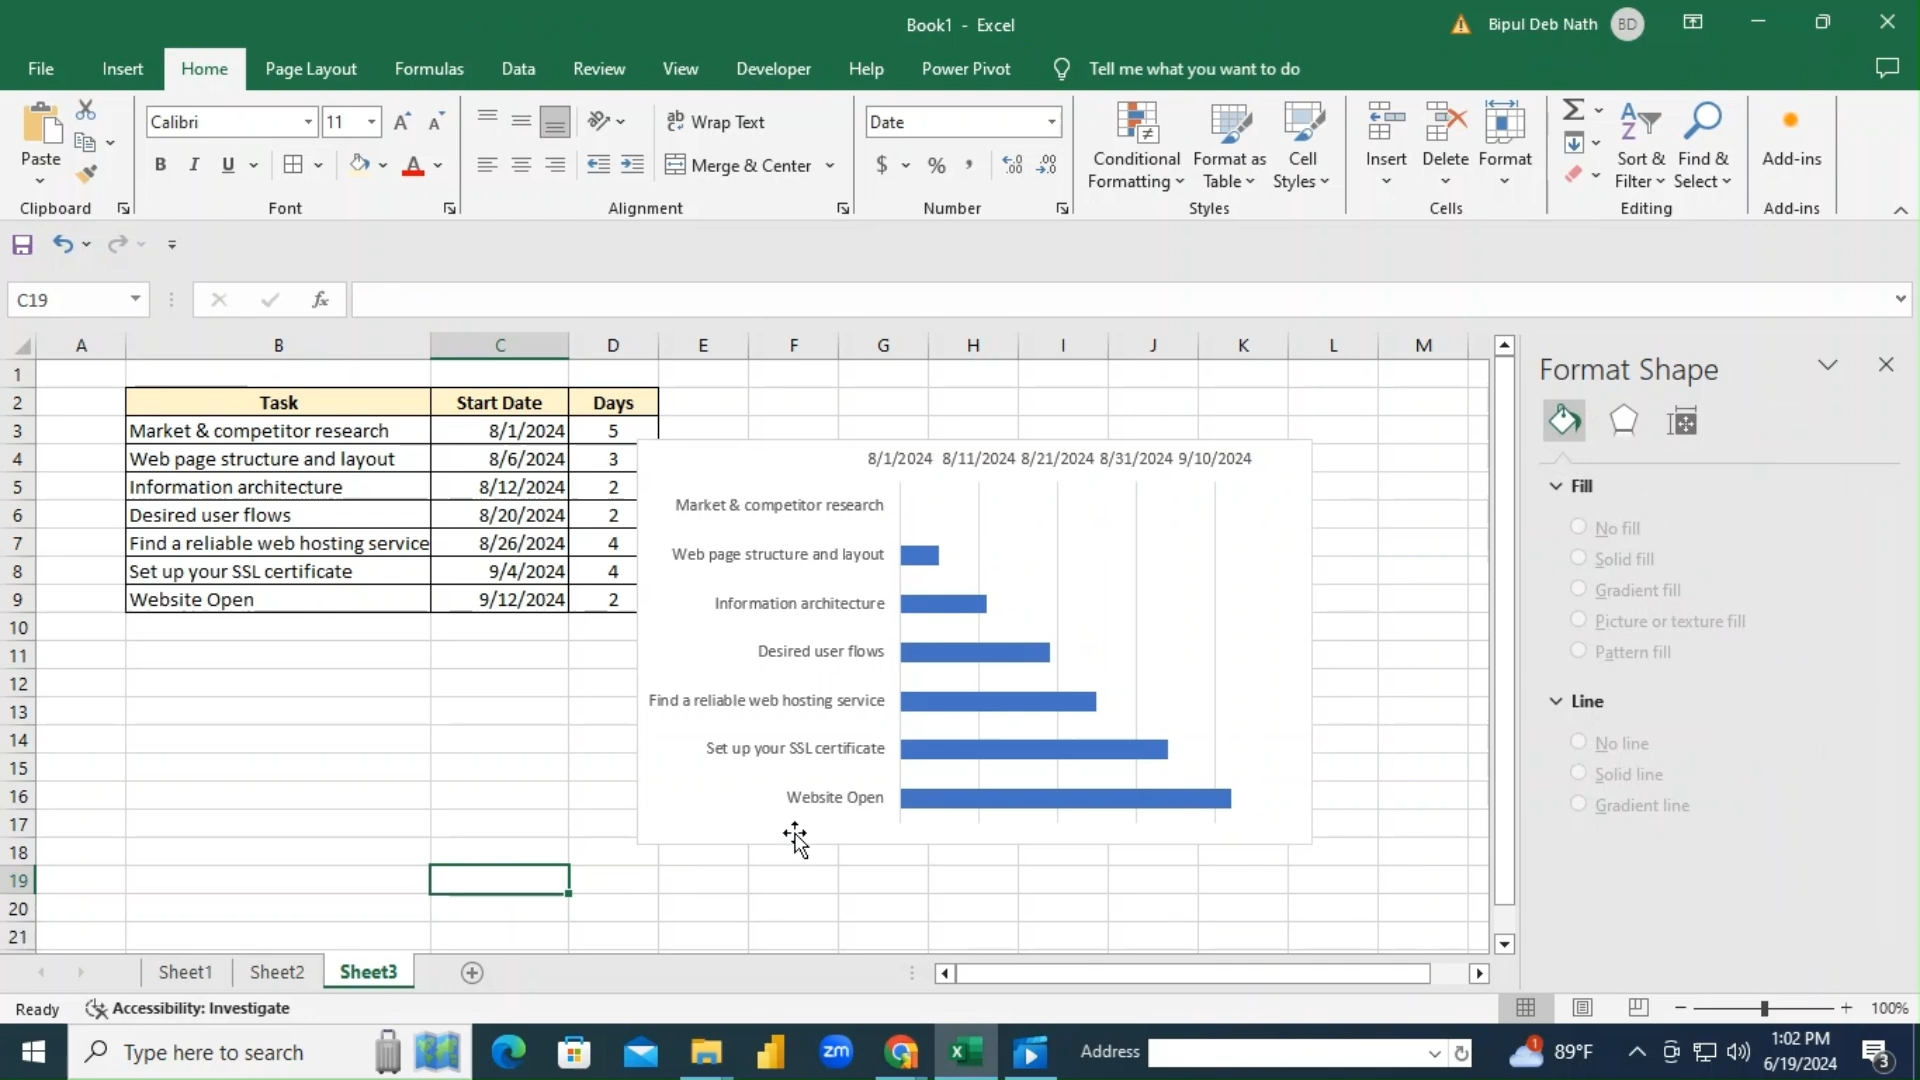 Book1 - Excel
Bipul Deb Nath
BD
File
Insert
Home
Page Layout
Formulas
Data
Review
View
Developer
Help
Power Pivot
Tell me what you want to do
Paste
Clipboard
Calibri
11
B I U
Font
ab Wrap Text
Merge & Center
Alignment
Date
$ % ,
Number
Conditional
Formatting
Format as
Table
Cell
Styles
Styles
Insert
Delete
Format
Cells
Sort &
Filter
Find &
Select
Editing
Add-ins
Add-ins
C19
fx
A B C D E F G H I J K L M
1
2 Task Start Date Days
3 Market & competitor research 8/1/2024 5
4 Web page structure and layout 8/6/2024 3
5 Information architecture 8/12/2024 2
6 Desired user flows 8/20/2024 2
7 Find a reliable web hosting service 8/26/2024 4
8 Set up your SSL certificate 9/4/2024 4
9 Website Open 9/12/2024 2
10
11
12
13
14
15
16
17
18
19
20
21
8/1/2024 8/11/2024 8/21/2024 8/31/2024 9/10/2024
Market & competitor research
Web page structure and layout
Information architecture
Desired user flows
Find a reliable web hosting service
Set up your SSL certificate
Website Open
Format Shape
Fill
No fill
Solid fill
Gradient fill
Picture or texture fill
Pattern fill
Line
No line
Solid line
Gradient line
Sheet1
Sheet2
Sheet3
Ready
Accessibility: Investigate
100%
Type here to search
zm
Address
1
89°F
1:02 PM
6/19/2024
3